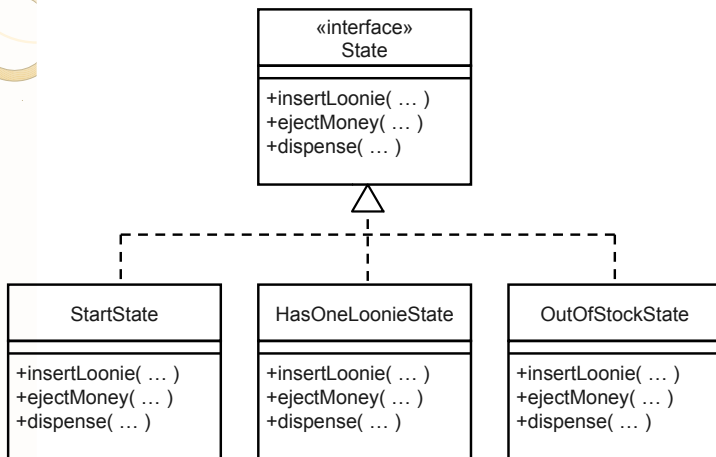 «interface»
State
+insertLoonie( … )
+ejectMoney( … )
+dispense( … )
StartState
+insertLoonie( … )
+ejectMoney( … )
+dispense( … )
HasOneLoonieState
+insertLoonie( … )
+ejectMoney( … )
+dispense( … )
OutOfStockState
+insertLoonie( … )
+ejectMoney( … )
+dispense( … )